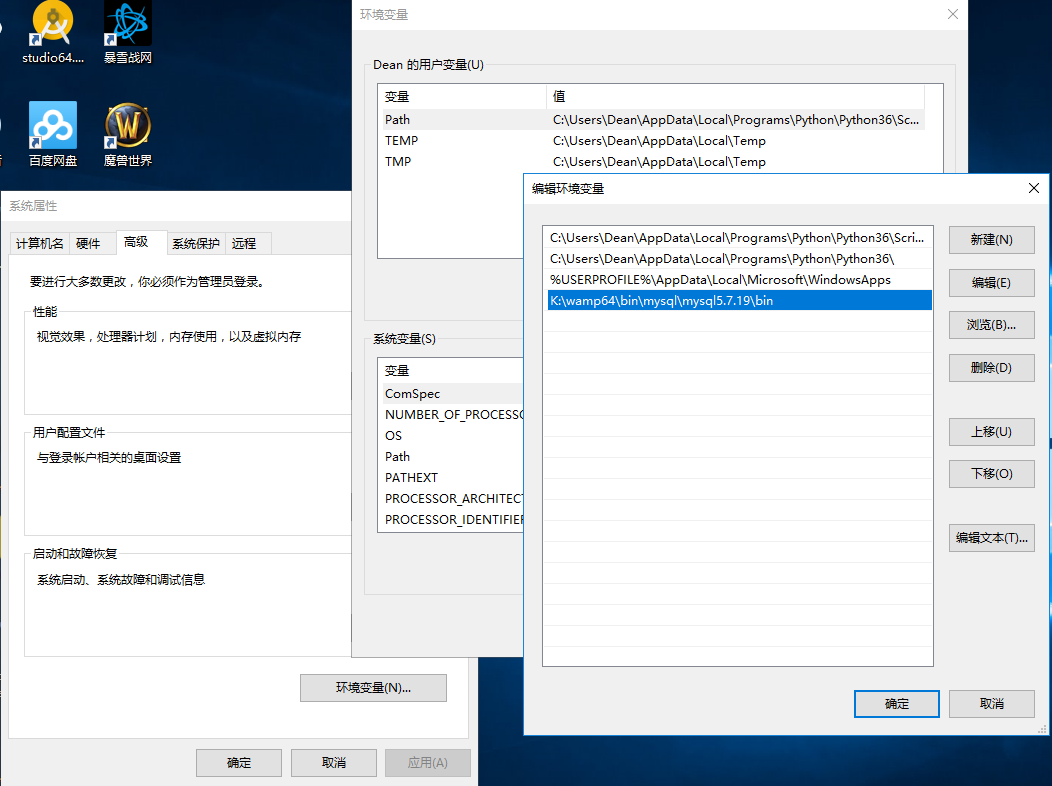 studio64....
暴雪战网
百度网盘
魔兽世界
环境变量
Dean 的用户变量(U)
变量 值
Path C:\Users\Dean\AppData\Local\Programs\Python\Python36\Sc...
TEMP C:\Users\Dean\AppData\Local\Temp
TMP C:\Users\Dean\AppData\Local\Temp
系统变量(S)
变量
ComSpec
NUMBER_OF_PROCESSO
OS
Path
PATHEXT
PROCESSOR_ARCHITECT
PROCESSOR_IDENTIFIER
系统属性
计算机名 硬件 高级 系统保护 远程
要进行大多数更改，你必须作为管理员登录。
性能
视觉效果，处理器计划，内存使用，以及虚拟内存
用户配置文件
与登录帐户相关的桌面设置
启动和故障恢复
系统启动、系统故障和调试信息
环境变量(N)...
确定 取消 应用(A)
编辑环境变量
C:\Users\Dean\AppData\Local\Programs\Python\Python36\Scri...
C:\Users\Dean\AppData\Local\Programs\Python\Python36\
%USERPROFILE%\AppData\Local\Microsoft\WindowsApps
K:\wamp64\bin\mysql\mysql5.7.19\bin
新建(N)
编辑(E)
浏览(B)...
删除(D)
上移(U)
下移(O)
编辑文本(T)...
确定 取消